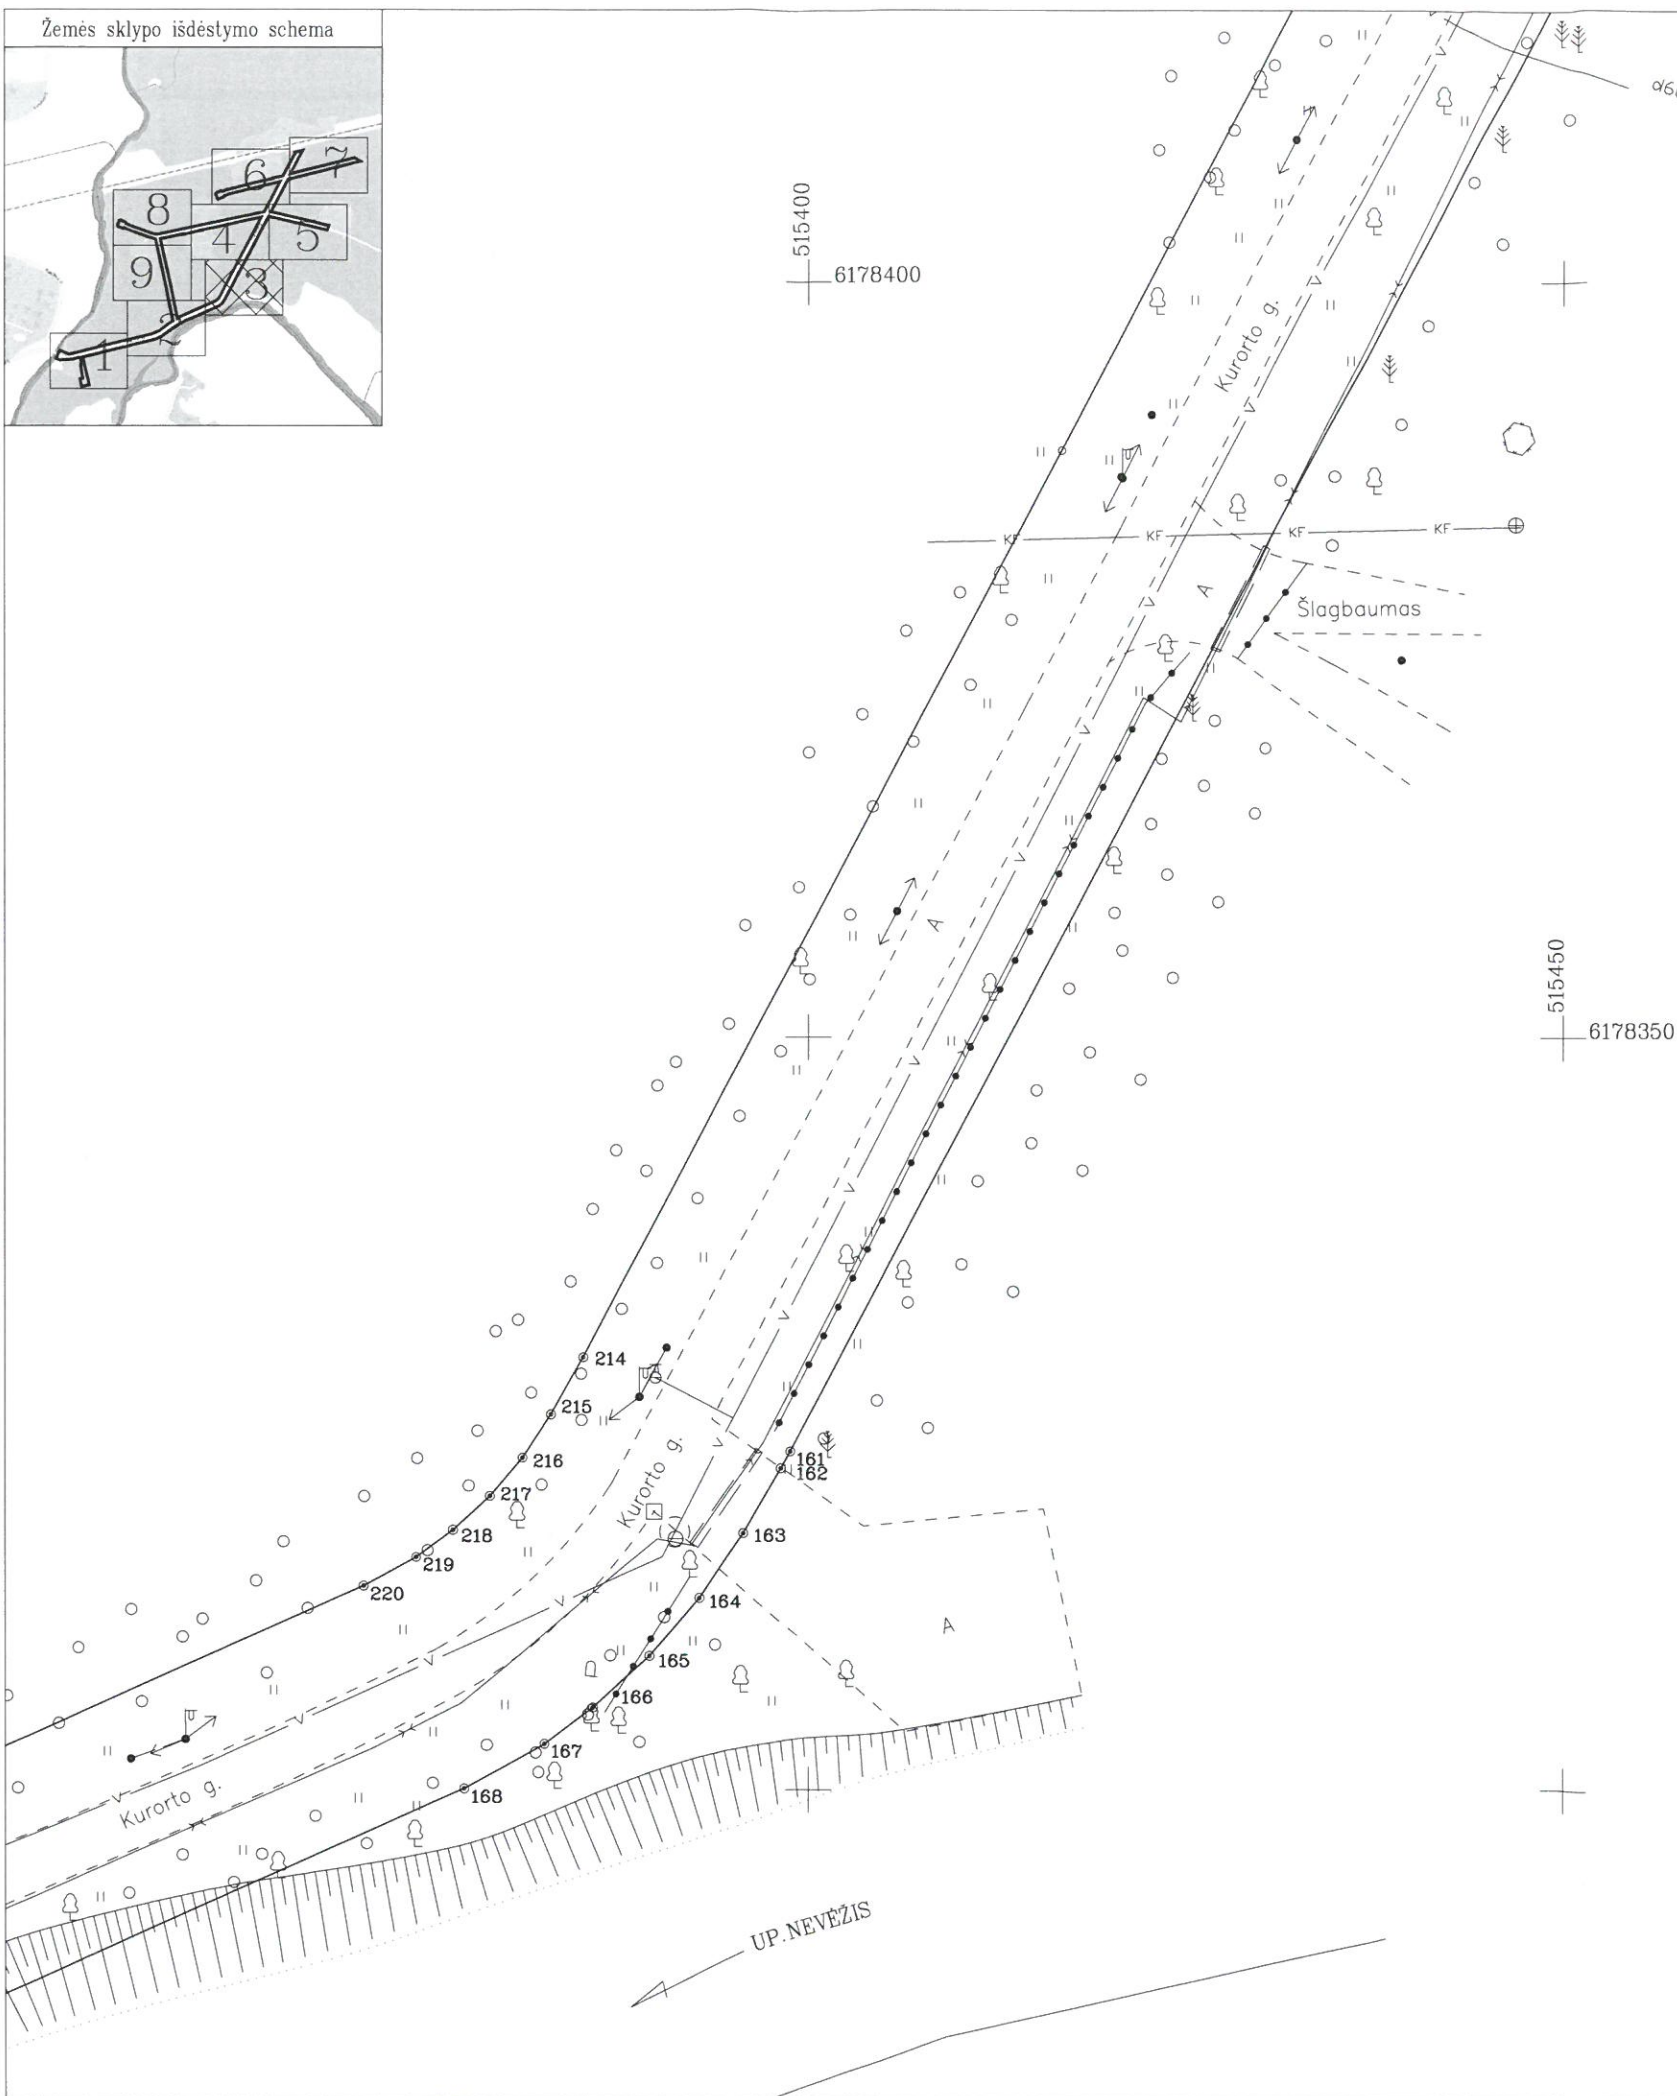 Žemės sklypo išdėstymo schema
7
6
8
4
5
9
3
2
1
515400
6178400
Kurorto g.
KF
KF
KF
KF
A
Šlagbaumas
A
515450
6178350
214
215
216
217
218
219
220
161
162
163
164
165
166
167
168
Kurorto g.
A
Kurorto g.
UP. NEVĖŽIS